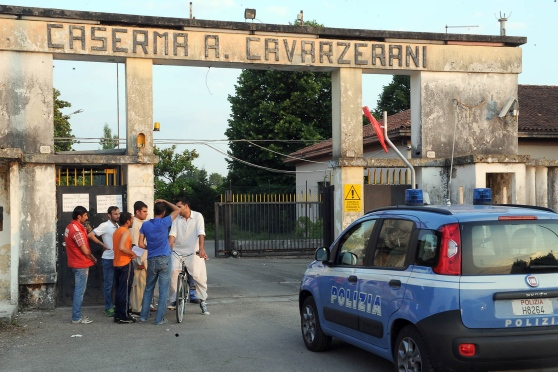 CASERMA A. CAVARZERANI
POLIZIA
POLIZIA
H8264
POLIZIA